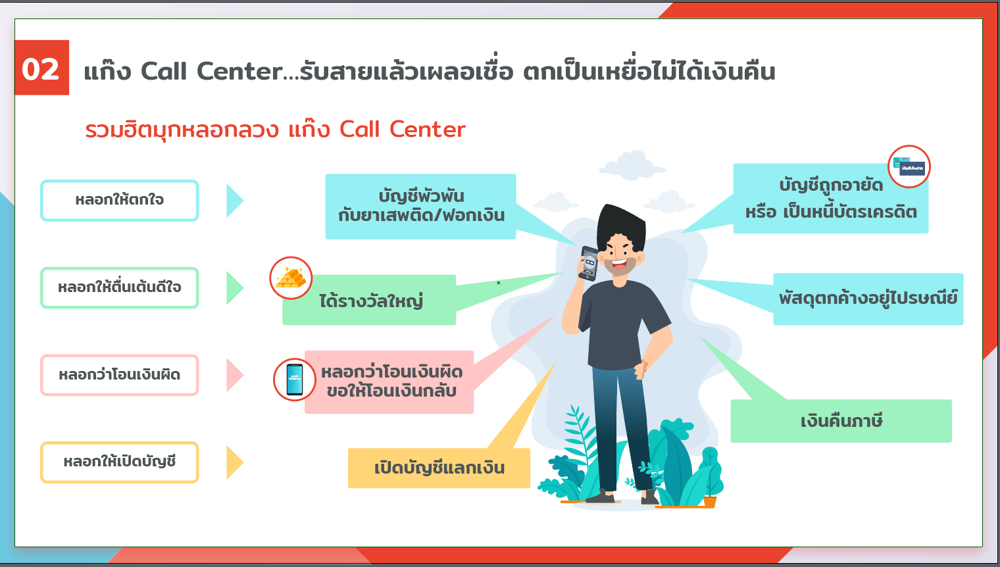 02
แก๊ง Call Center...รับสายแล้วเผลอเชื่อ ตกเป็นเหยื่อไม่ได้เงินคืน
รวมฮิตมุกหลอกลวง แก๊ง Call Center
หลอกให้ตกใจ
บัญชีพัวพัน
กับยาเสพติด/ฟอกเงิน
บัญชีเงินฝาก
บัญชีถูกอายัด
หรือ เป็นหนี้บัตรเครดิต
หลอกให้ตื่นเต้นดีใจ
ได้รางวัลใหญ่
พัสดุตกค้างอยู่ไปรษณีย์
หลอกว่าโอนเงินผิด
หลอกว่าโอนเงินผิด
ขอให้โอนเงินกลับ
เงินคืนภาษี
หลอกให้เปิดบัญชี
เปิดบัญชีแลกเงิน